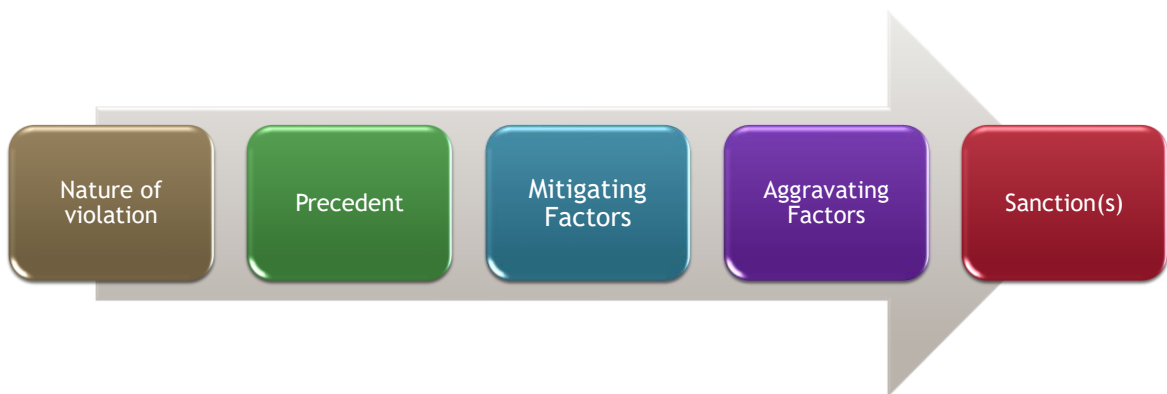 Nature of
violation
Precedent
Mitigating
Factors
Aggravating
Factors
Sanction(s)